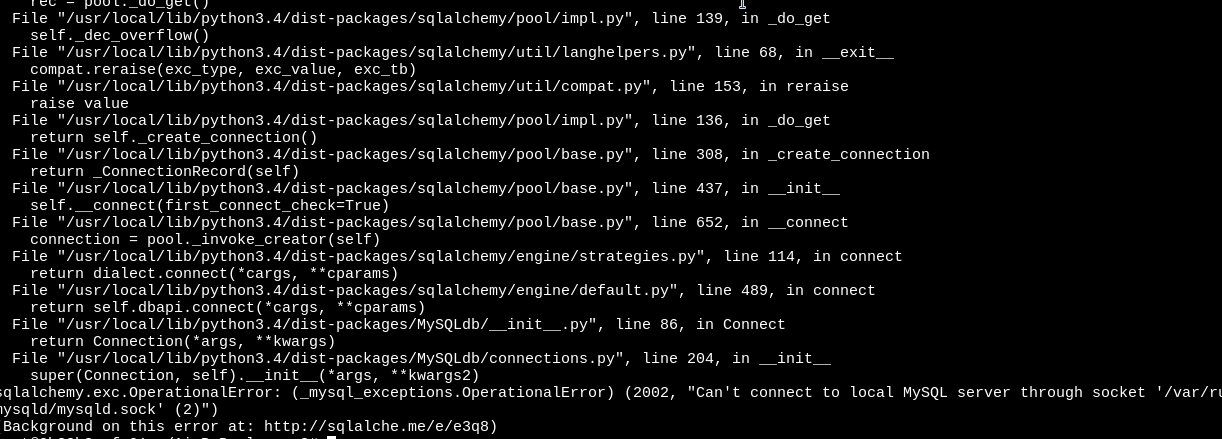 rec = pool._do_get()
File "/usr/local/lib/python3.4/dist-packages/sqlalchemy/pool/impl.py", line 139, in _do_get
self._dec_overflow()
File "/usr/local/lib/python3.4/dist-packages/sqlalchemy/util/langhelpers.py", line 68, in __exit__
compat.reraise(exc_type, exc_value, exc_tb)
File "/usr/local/lib/python3.4/dist-packages/sqlalchemy/util/compat.py", line 153, in reraise
raise value
File "/usr/local/lib/python3.4/dist-packages/sqlalchemy/pool/impl.py", line 136, in _do_get
return self._create_connection()
File "/usr/local/lib/python3.4/dist-packages/sqlalchemy/pool/base.py", line 308, in _create_connection
return _ConnectionRecord(self)
File "/usr/local/lib/python3.4/dist-packages/sqlalchemy/pool/base.py", line 437, in __init__
self.__connect(first_connect_check=True)
File "/usr/local/lib/python3.4/dist-packages/sqlalchemy/pool/base.py", line 652, in __connect
connection = pool._invoke_creator(self)
File "/usr/local/lib/python3.4/dist-packages/sqlalchemy/engine/strategies.py", line 114, in connect
return dialect.connect(*cargs, **cparams)
File "/usr/local/lib/python3.4/dist-packages/sqlalchemy/engine/default.py", line 489, in connect
return self.dbapi.connect(*cargs, **cparams)
File "/usr/local/lib/python3.4/dist-packages/MySQLdb/__init__.py", line 86, in Connect
return Connection(*args, **kwargs)
File "/usr/local/lib/python3.4/dist-packages/MySQLdb/connections.py", line 204, in __init__
super(Connection, self).__init__(*args, **kwargs2)
sqlalchemy.exc.OperationalError: (_mysql_exceptions.OperationalError) (2002, "Can't connect to local MySQL server through socket '/var/ru
mysqld/mysqld.sock' (2)")
Background on this error at: http://sqlalche.me/e/e3q8)